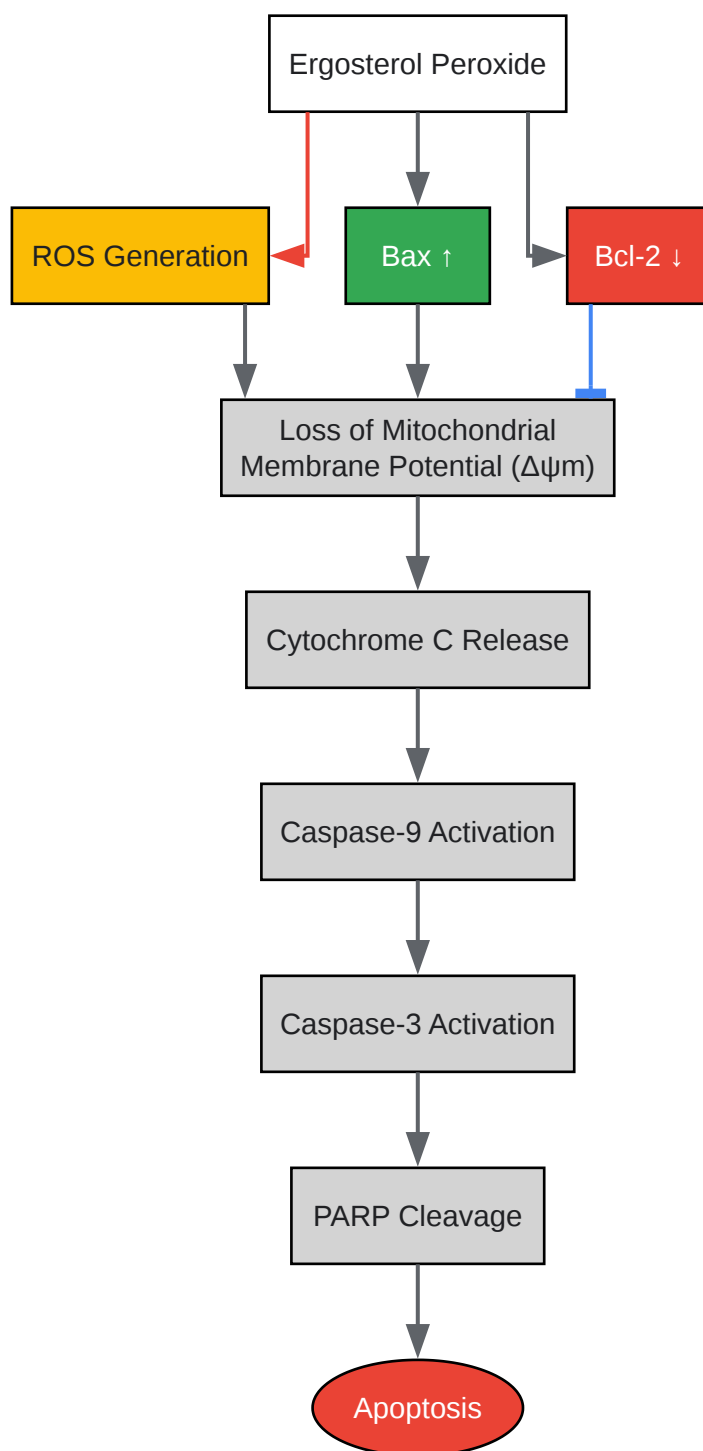 Ergosterol Peroxide
ROS Generation
Bax ↑
Bcl-2 ↓
Loss of Mitochondrial
Membrane Potential (Δψm)
Cytochrome C Release
Caspase-9 Activation
Caspase-3 Activation
PARP Cleavage
Apoptosis